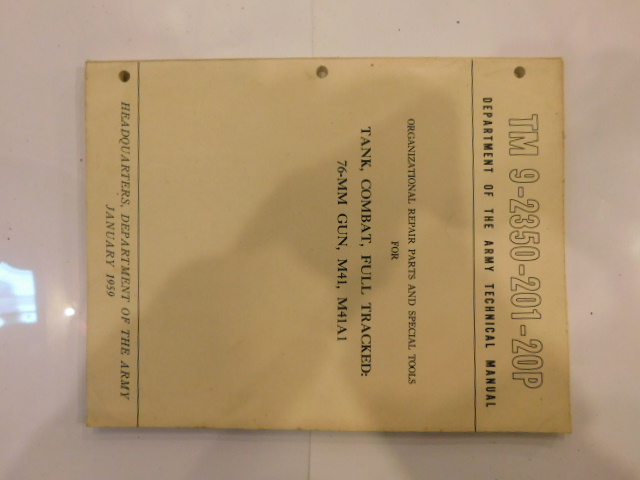 TM 9-2350-201-20P
DEPARTMENT OF THE ARMY TECHNICAL MANUAL
ORGANIZATIONAL REPAIR PARTS AND SPECIAL TOOLS
FOR
TANK, COMBAT, FULL TRACKED:
76-MM GUN, M41, M41A1
HEADQUARTERS, DEPARTMENT OF THE ARMY
JANUARY 1959